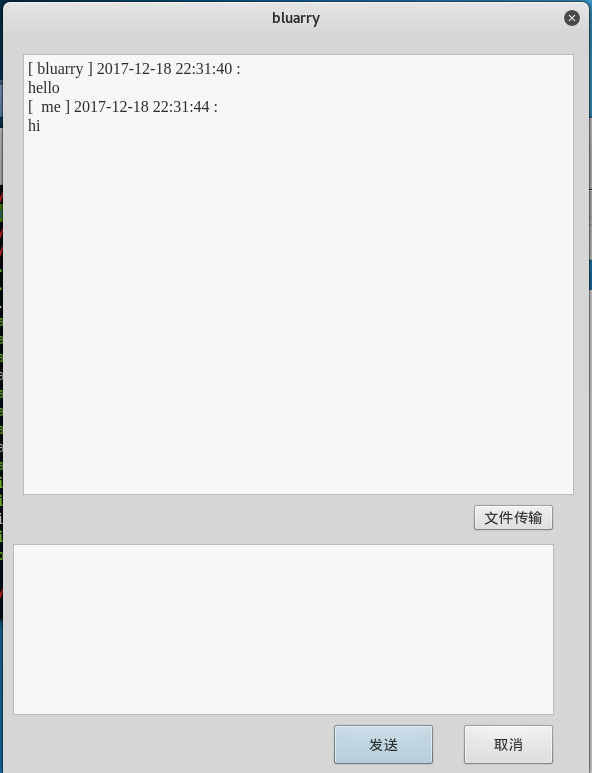 bluarry
[ bluarry ] 2017-12-18 22:31:40 :
hello
[  me ] 2017-12-18 22:31:44 :
hi
文件传输
发送
取消